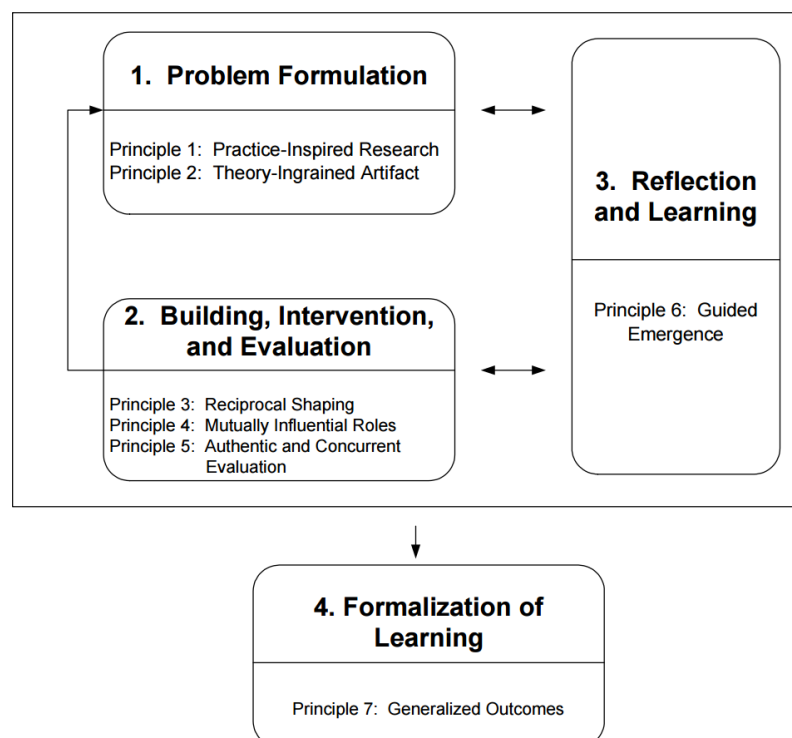 1. Problem Formulation
Principle 1: Practice-Inspired Research
Principle 2: Theory-Ingrained Artifact
2. Building, Intervention,
and Evaluation
Principle 3: Reciprocal Shaping
Principle 4: Mutually Influential Roles
Principle 5: Authentic and Concurrent
Evaluation
3. Reflection
and Learning
Principle 6: Guided
Emergence
4. Formalization of
Learning
Principle 7: Generalized Outcomes